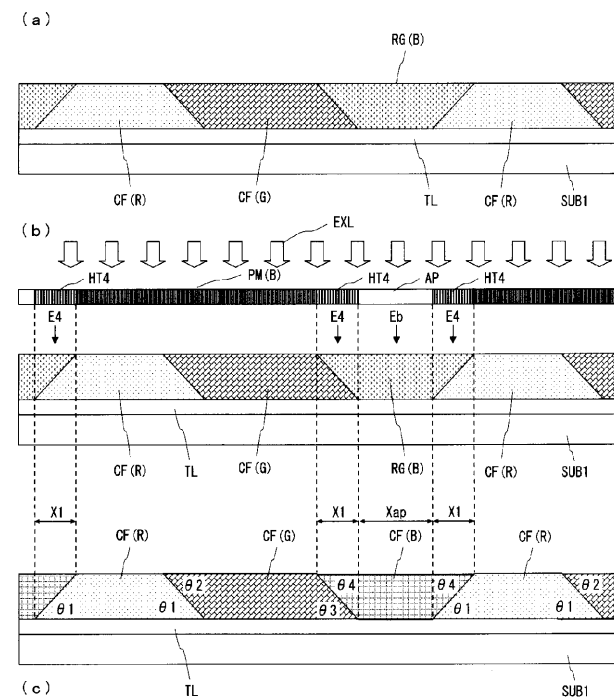 (a)
RG(B)
CF(R)
CF(G)
TL
CF(R)
SUB1
(b)
EXL
HT4
PM(B)
HT4
AP
HT4
E4
E4
Eb
E4
CF(R)
TL
CF(G)
RG(B)
CF(R)
SUB1
X1
X1
Xap
X1
CF(R)
CF(G)
CF(B)
CF(R)
θ2
θ4
θ4
θ2
θ1
θ1
θ3
θ1
θ1
(c)
TL
SUB1